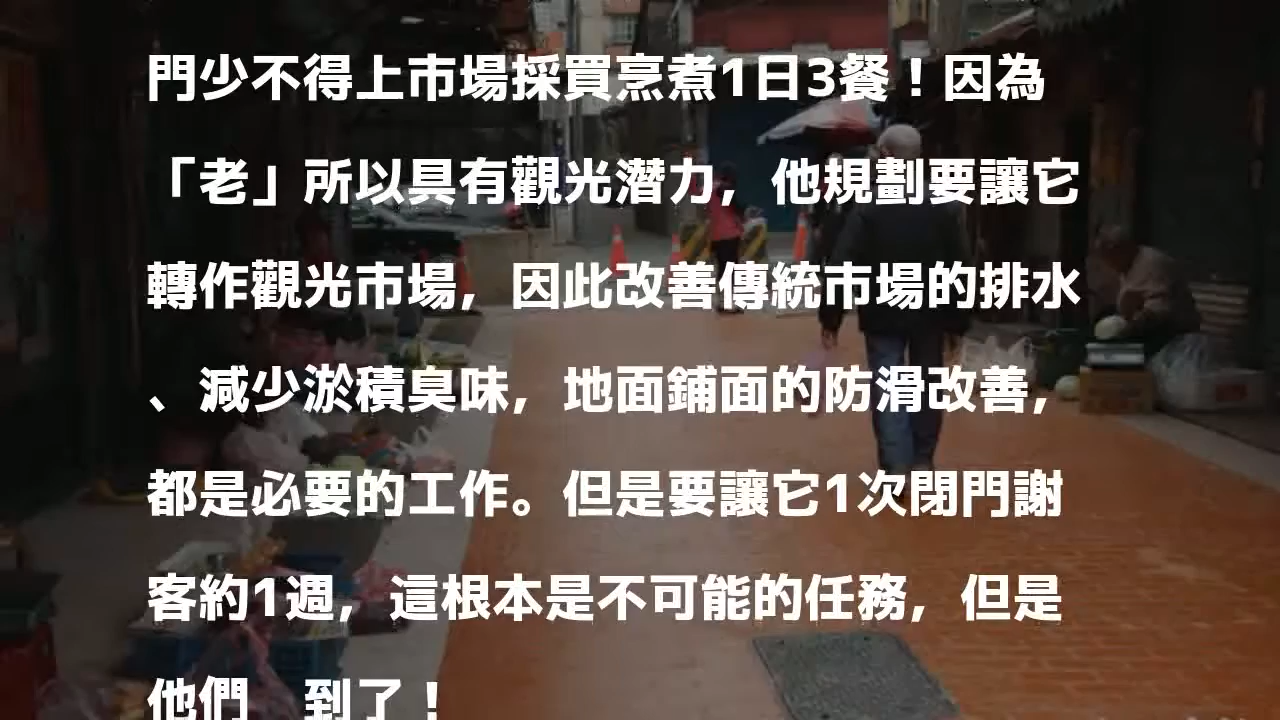 門少不得上市場採買烹煮1日3餐！因為
「老」所以具有觀光潛力，他規劃要讓它
轉作觀光市場，因此改善傳統市場的排水
、減少淤積臭味，地面鋪面的防滑改善，
都是必要的工作。但是要讓它1次閉門謝
客約1週，這根本是不可能的任務，但是
他們　到了！